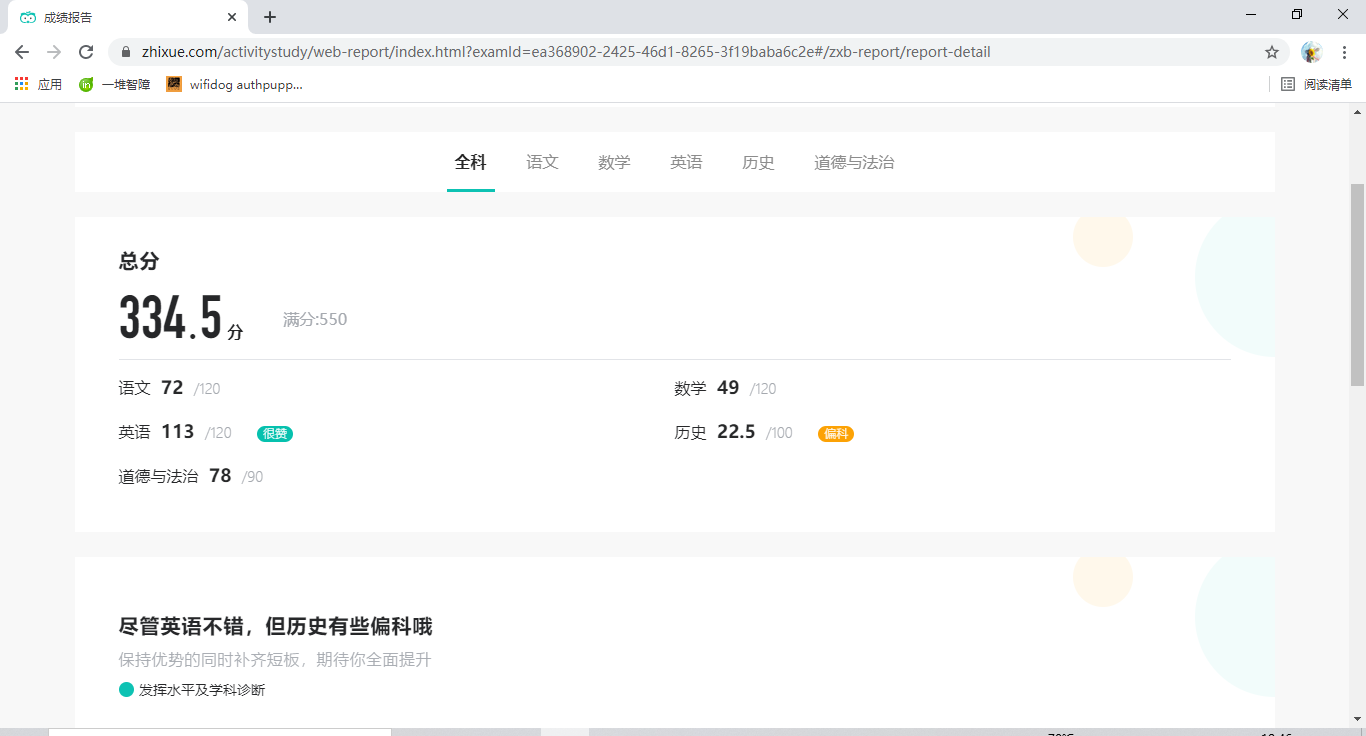 成绩报告
zhixue.com/activitystudy/web-report/index.html?examId=ea368902-2425-46d1-8265-3f19baba6c2e#/zxb-report/report-detail
应用 一堆智障 wifidog authpupp... 阅读清单
全科 语文 数学 英语 历史 道德与法治
总分
334.5 分 满分:550
语文 72 /120 数学 49 /120
英语 113 /120 很赞 历史 22.5 /100 偏科
道德与法治 78 /90
尽管英语不错，但历史有些偏科哦
保持优势的同时补齐短板，期待你全面提升
发挥水平及学科诊断